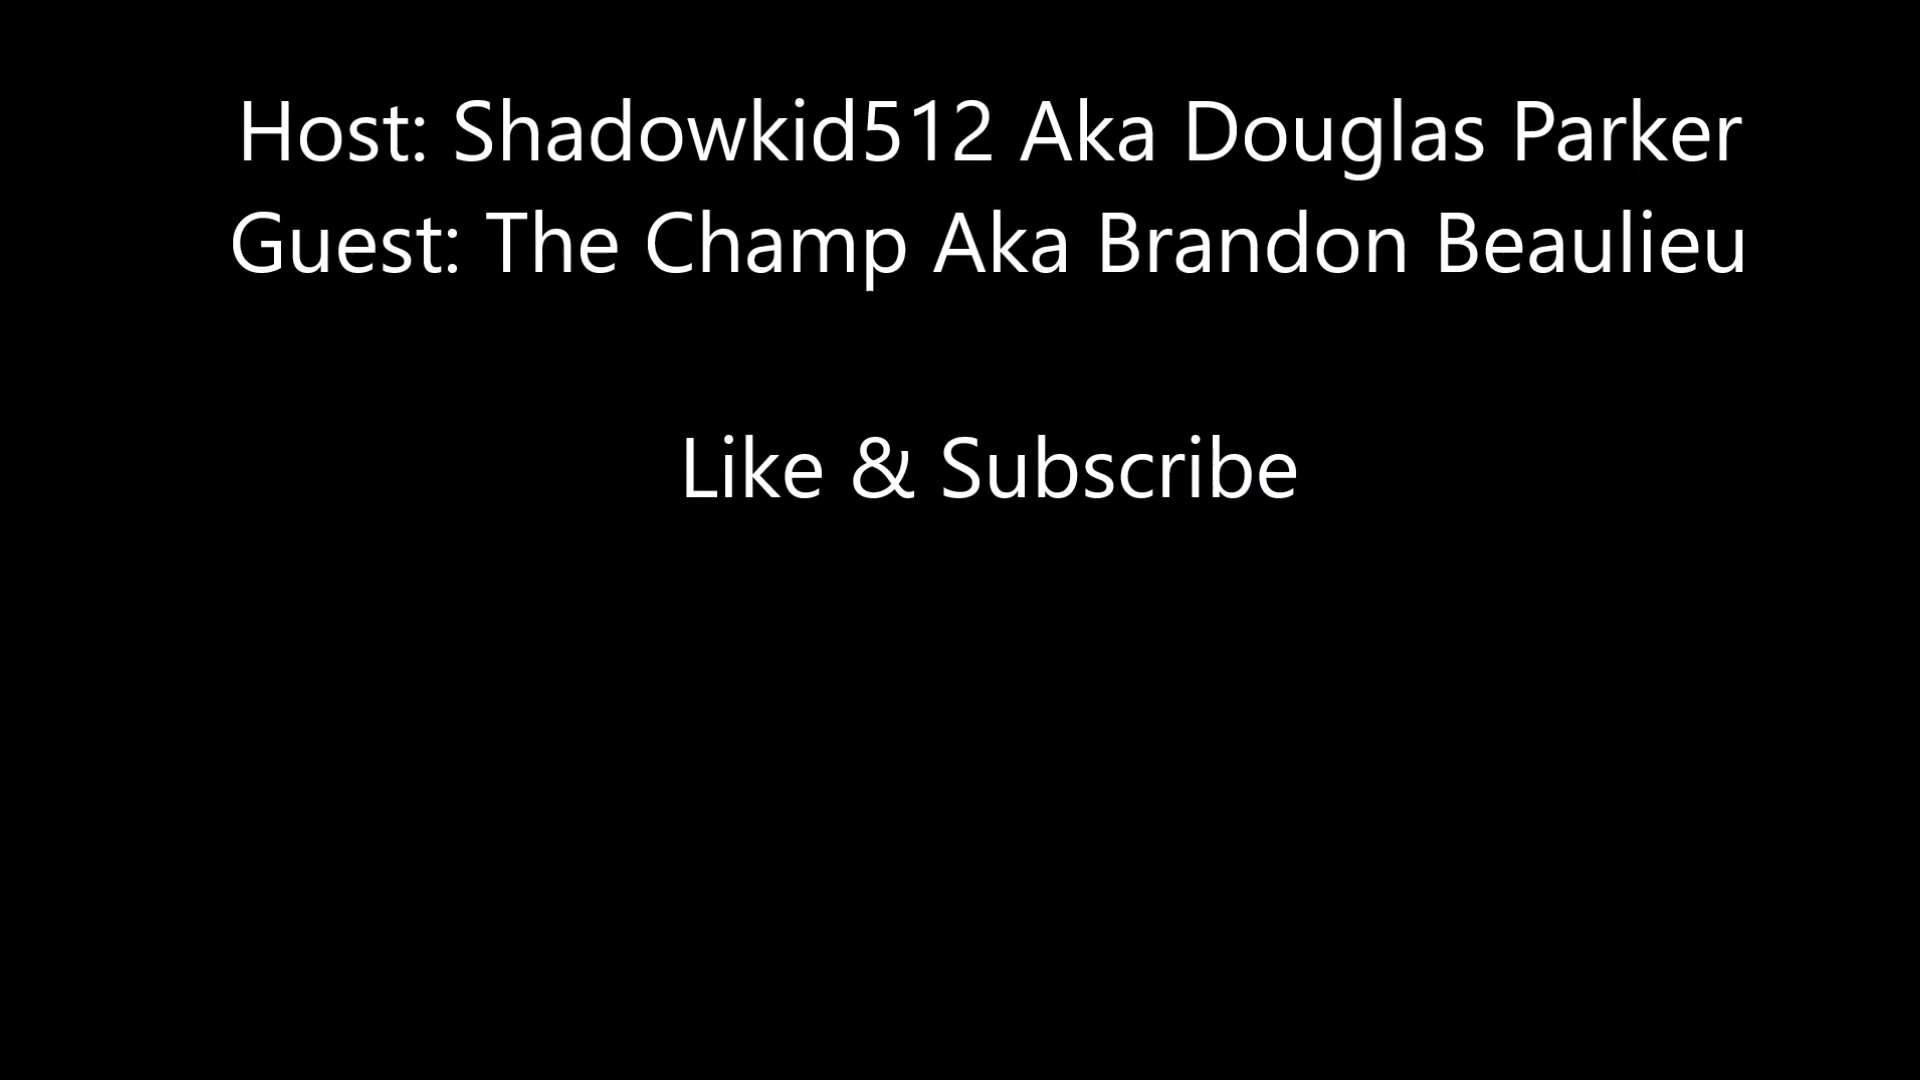 Host: Shadowkid512 Aka Douglas Parker
Guest: The Champ Aka Brandon Beaulieu
Like & Subscribe